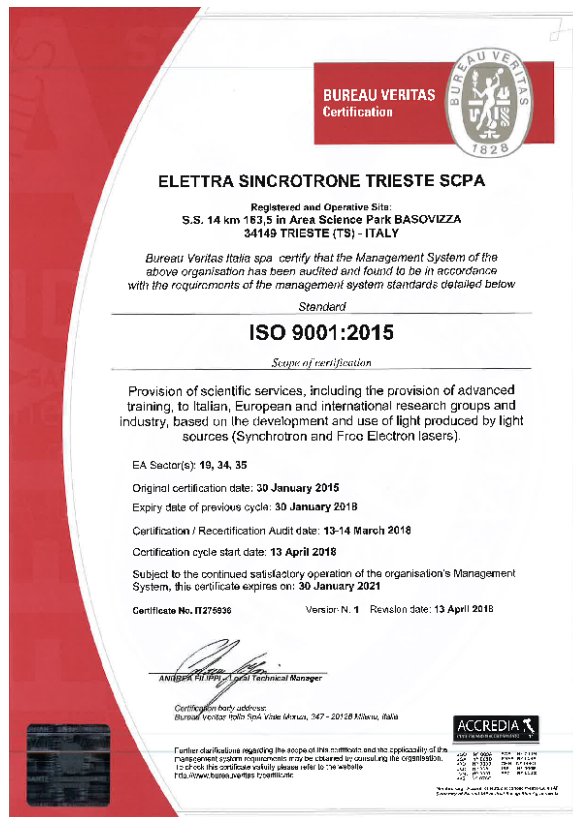 BUREAU VERITAS
Certification
BUREAU VERITAS
1828
ELETTRA SINCROTRONE TRIESTE SCPA
Registered and Operative Site:
S.S. 14 km 163,5 in Area Science Park BASOVIZZA
34149 TRIESTE (TS) - ITALY
Bureau Veritas Italia spa certify that the Management System of the
above organisation has been audited and found to be in accordance
with the requirements of the management system standards detailed below
Standard
ISO 9001:2015
Scope of certification
Provision of scientific services, including the provision of advanced
training, to Italian, European and international research groups and
industry, based on the development and use of light produced by light
sources (Synchrotron and Free Electron lasers).
EA Sector(s): 19, 34, 35
Original certification date: 30 January 2015
Expiry date of previous cycle: 30 January 2018
Certification / Recertification Audit date: 13-14 March 2018
Certification cycle start date: 13 April 2018
Subject to the continued satisfactory operation of the organisation's Management
System, this certificate expires on: 30 January 2021
Certificate No. IT275936 Version N. 1 Revision date: 13 April 2018
ANDREA FILIPPI - Local Technical Manager
Certification body address:
Bureau Veritas Italia SpA Viale Monza, 347 - 20126 Milano, Italia
ACCREDIA
Further clarifications regarding the scope of this certificate and the applicability of the
management system requirements may be obtained by consulting the organisation.
To check this certificate validity please refer to the website